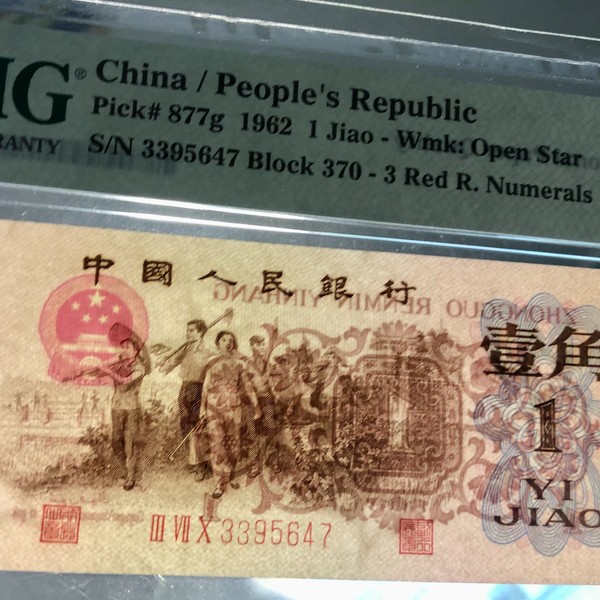 MG® China / People's Republic
Pick# 877g 1962 1 Jiao - Wmk: Open Star
RANTY S/N 3395647 Block 370 - 3 Red R. Numerals
中國人民銀行
ZHONGGUO RENMIN YINHANG
壹角
1
YI
JIAO
III VII X 3395647